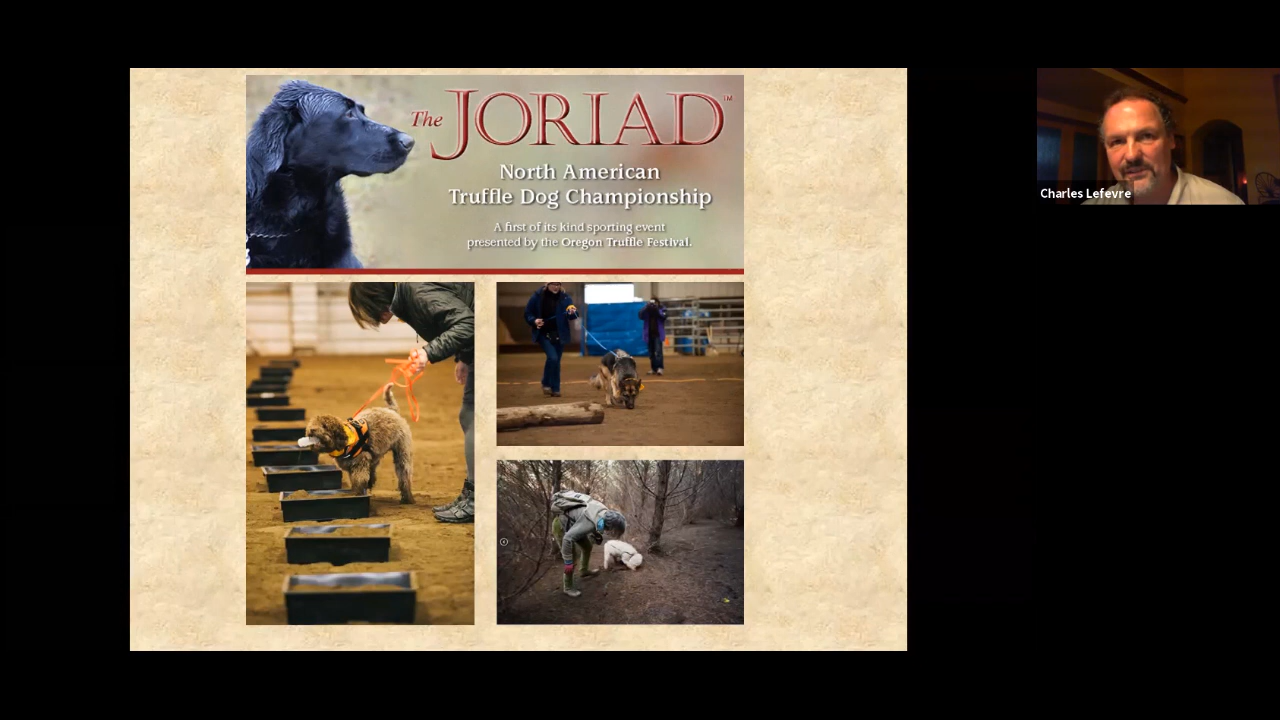 The JORIAD™
North American
Truffle Dog Championship
A first of its kind sporting event
presented by the Oregon Truffle Festival.
Charles Lefevre